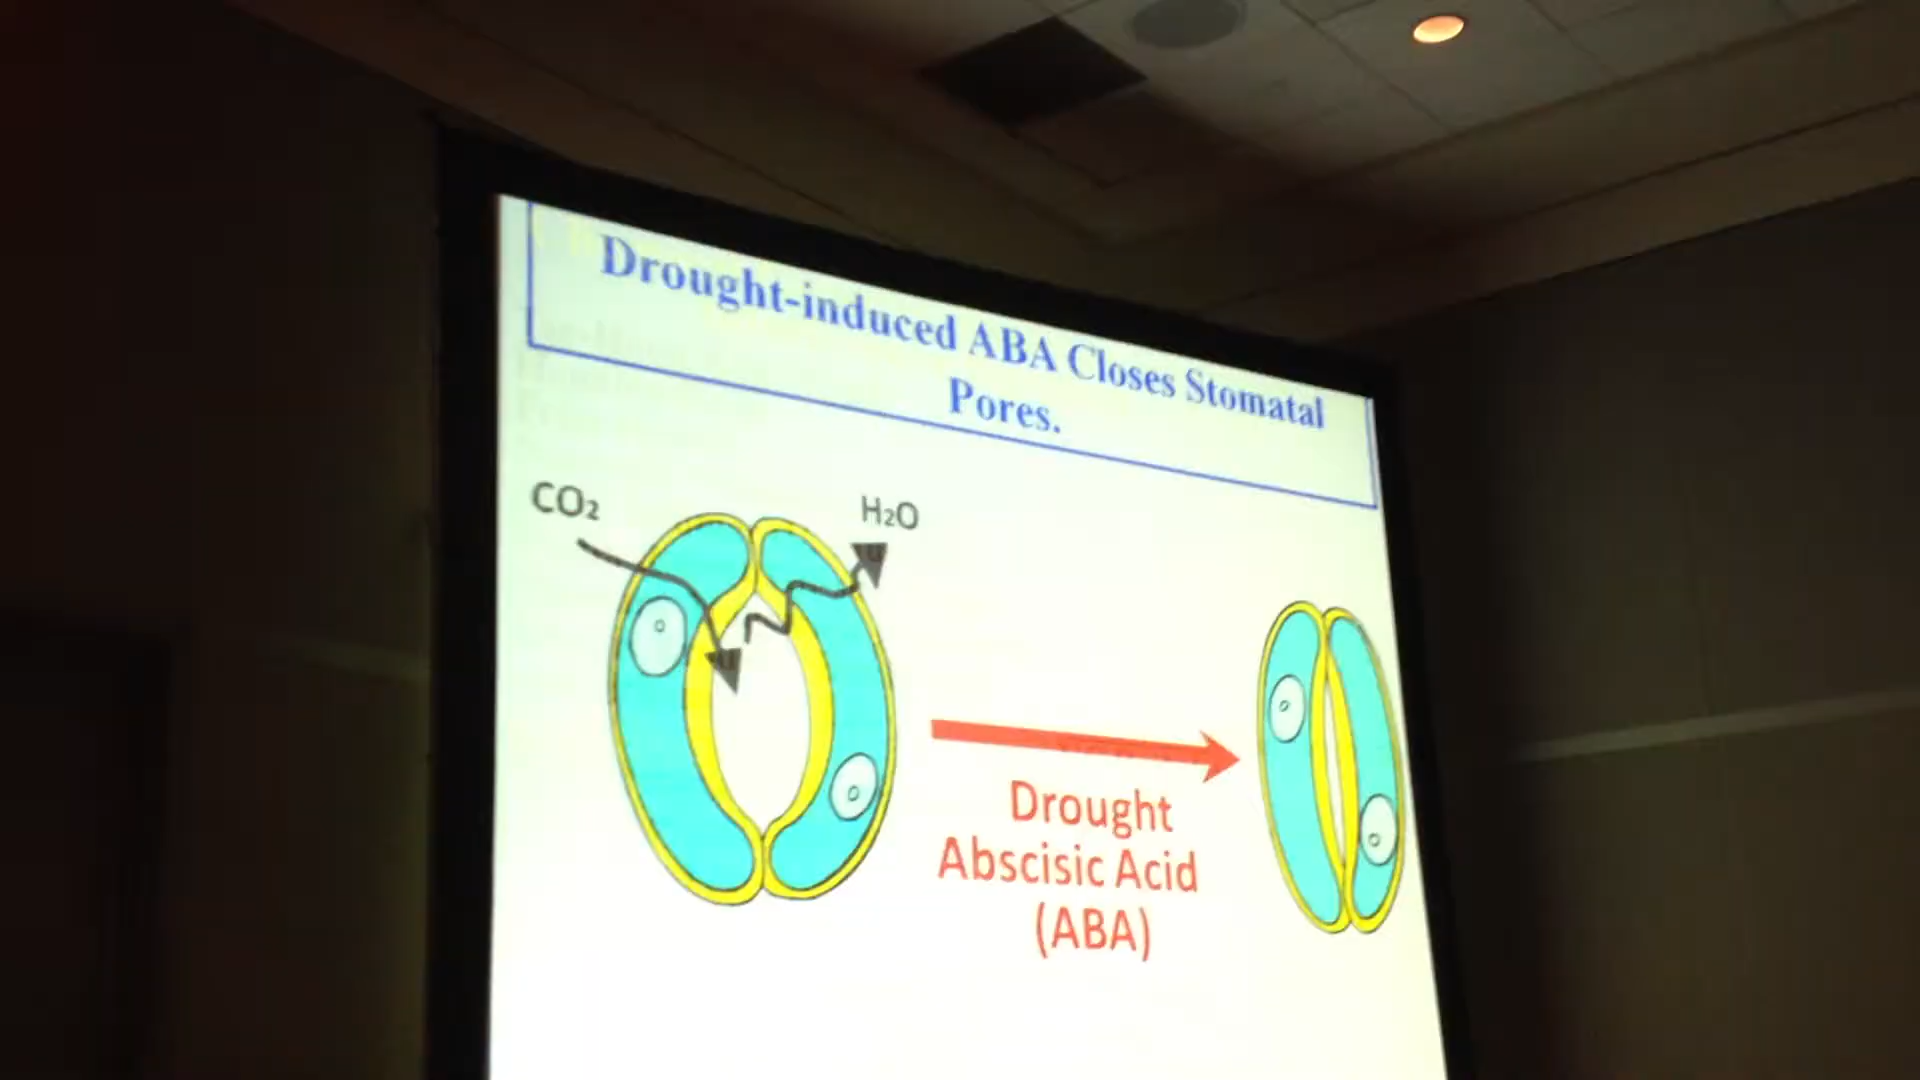 Drought-induced ABA Closes Stomatal
Pores.
CO₂
H₂O
Drought
Abscisic Acid
(ABA)